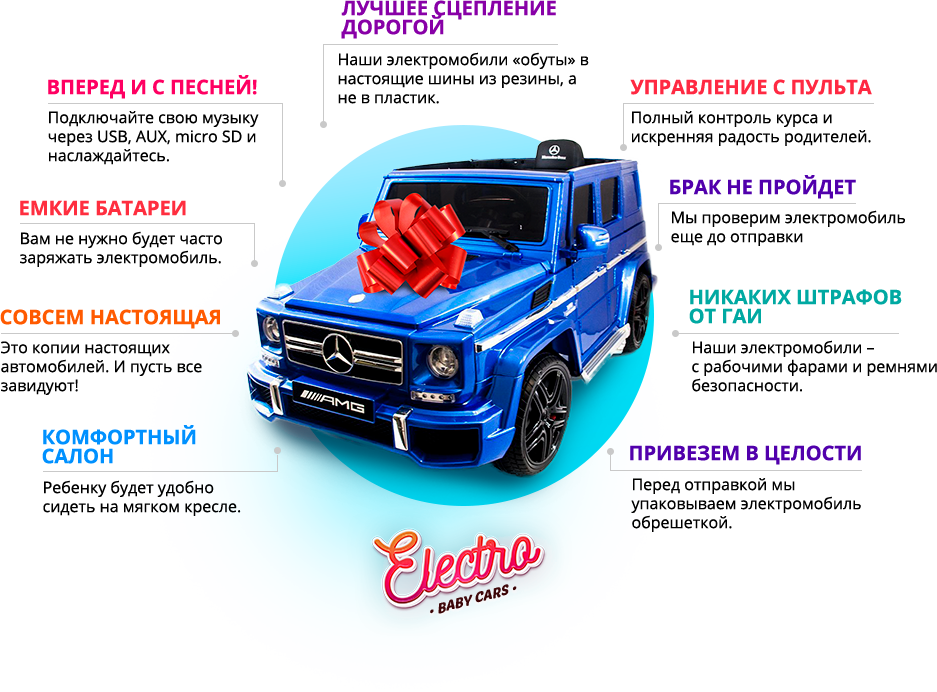 ЛУЧШЕЕ СЦЕПЛЕНИЕ
ДОРОГОЙ
Наши электромобили «обуты» в
настоящие шины из резины, а
не в пластик.
ВПЕРЕД И С ПЕСНЕЙ!
Подключайте свою музыку
через USB, AUX, micro SD и
наслаждайтесь.
УПРАВЛЕНИЕ С ПУЛЬТА
Полный контроль курса и
искренняя радость родителей.
ЕМКИЕ БАТАРЕИ
Вам не нужно будет часто
заряжать электромобиль.
БРАК НЕ ПРОЙДЕТ
Мы проверим электромобиль
еще до отправки
СОВСЕМ НАСТОЯЩАЯ
Это копии настоящих
автомобилей. И пусть все
завидуют!
НИКАКИХ ШТРАФОВ
ОТ ГАИ
Наши электромобили –
с рабочими фарами и ремнями
безопасности.
КОМФОРТНЫЙ
САЛОН
Ребенку будет удобно
сидеть на мягком кресле.
ПРИВЕЗЕМ В ЦЕЛОСТИ
Перед отправкой мы
упаковываем электромобиль
обрешеткой.
Mercedes-Benz
AMG
Electro
· BABY CARS ·